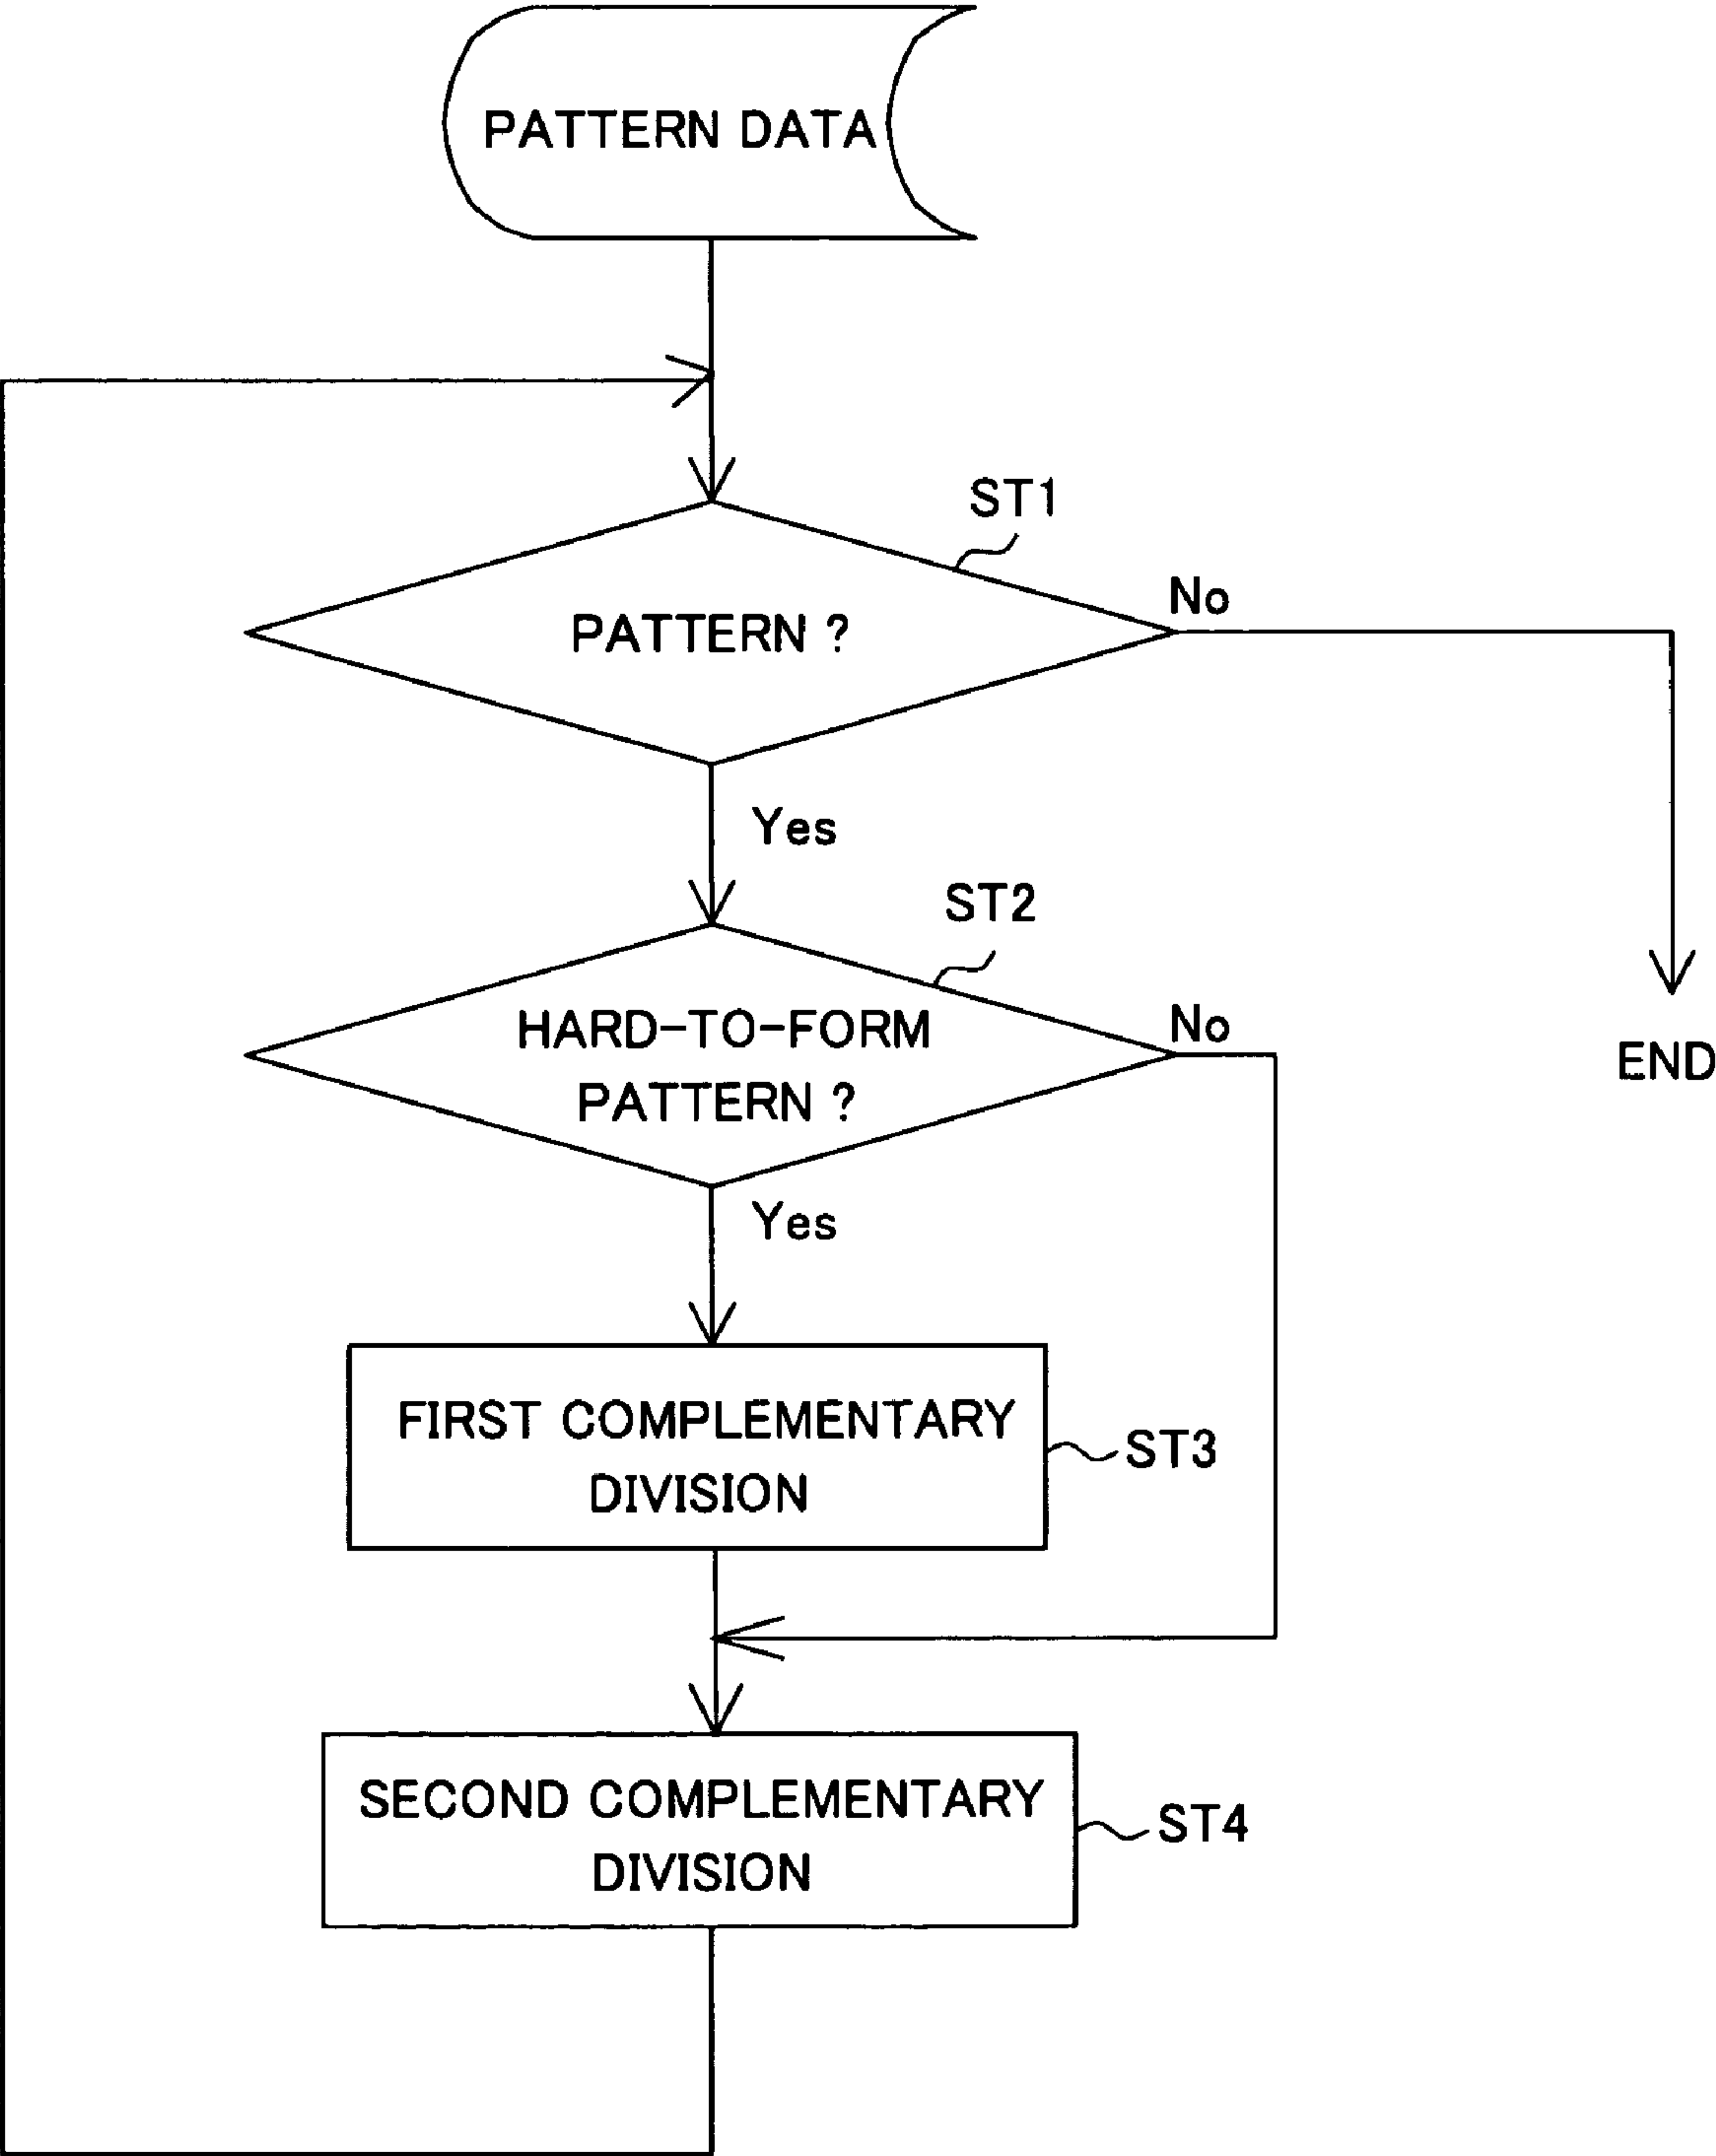 PATTERN DATA
ST1
No
PATTERN ?
Yes
ST2
No
HARD-TO-FORM
PATTERN ?
END
Yes
FIRST COMPLEMENTARY
DIVISION
ST3
SECOND COMPLEMENTARY
DIVISION
ST4